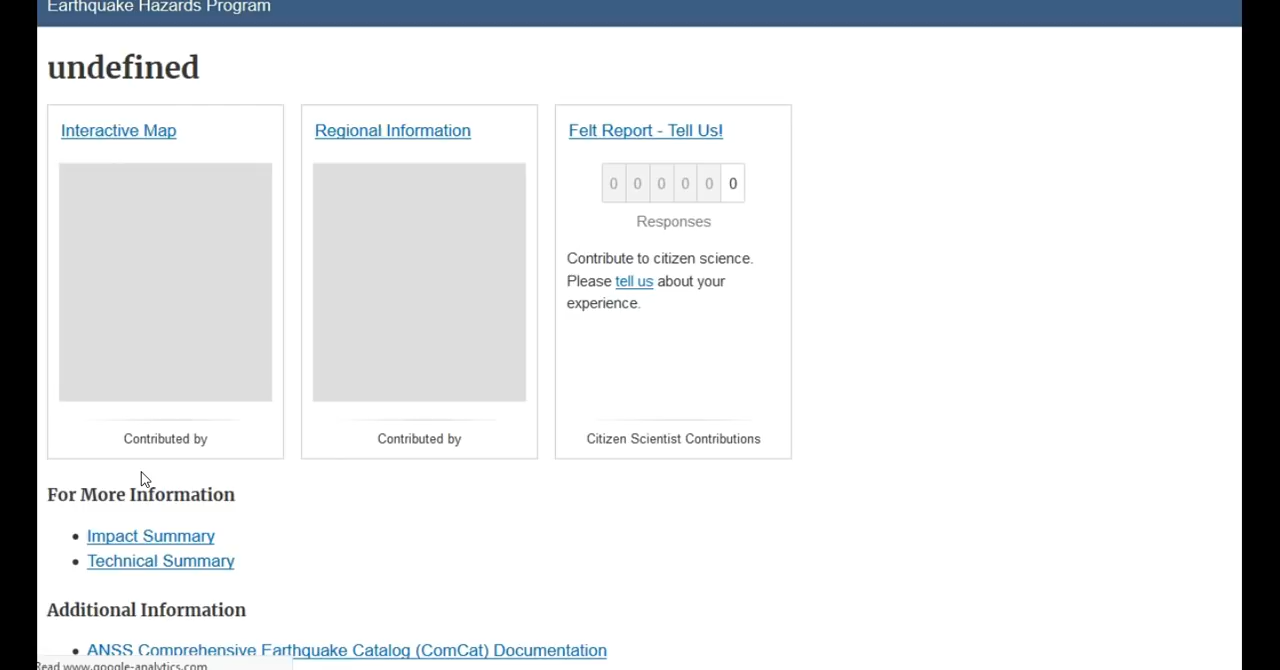 Earthquake Hazards Program
undefined
Interactive Map
Regional Information
Felt Report - Tell Us!
0 0 0 0 0 0
Responses
Contribute to citizen science.
Please tell us about your
experience.
Contributed by
Contributed by
Citizen Scientist Contributions
For More Information
• Impact Summary
• Technical Summary
Additional Information
• ANSS Comprehensive Earthquake Catalog (ComCat) Documentation
Read www.google-analytics.com